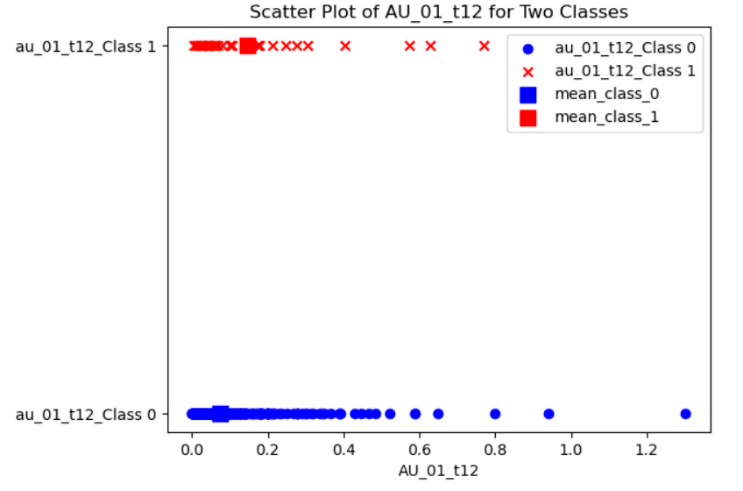 Scatter Plot of AU_01_t12 for Two Classes
au_01_t12_Class 1
au_01_t12_Class 0
au_01_t12_Class 1
mean_class_0
mean_class_1
au_01_t12_Class 0
0.0 0.2 0.4 0.6 0.8 1.0 1.2
AU_01_t12